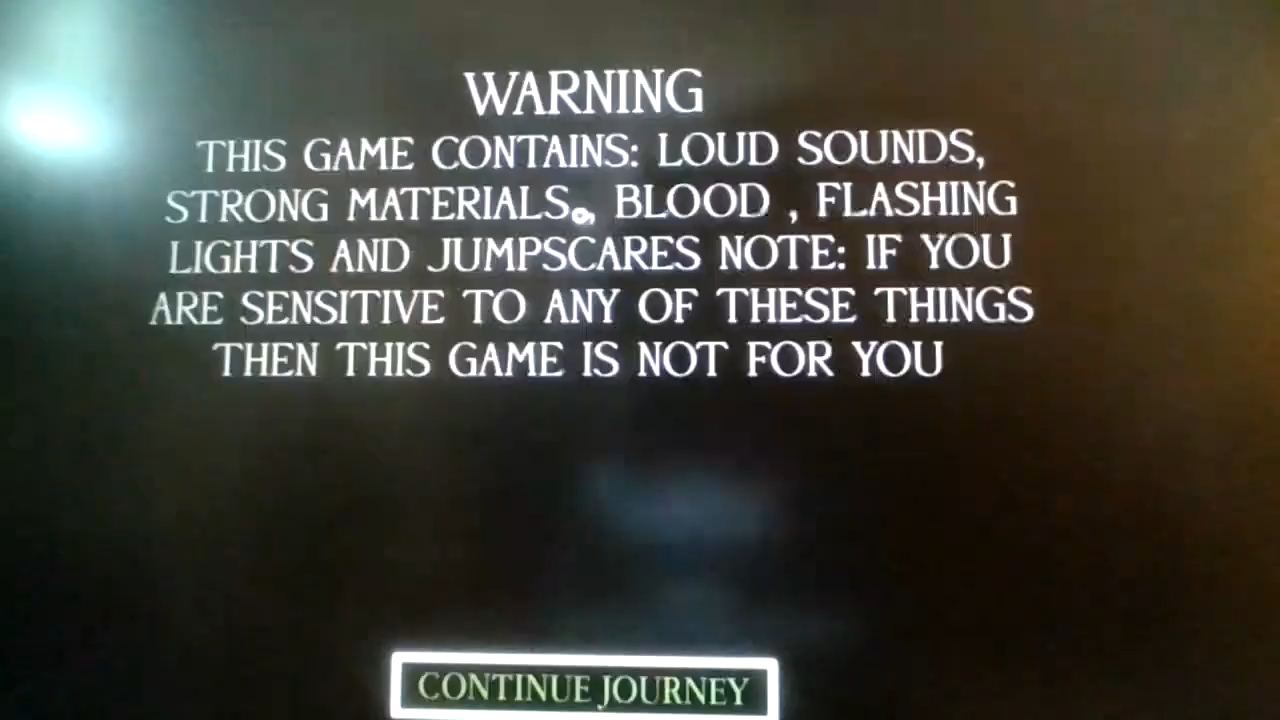 WARNING
THIS GAME CONTAINS: LOUD SOUNDS,
STRONG MATERIALS, BLOOD , FLASHING
LIGHTS AND JUMPSCARES NOTE: IF YOU
ARE SENSITIVE TO ANY OF THESE THINGS
THEN THIS GAME IS NOT FOR YOU
CONTINUE JOURNEY